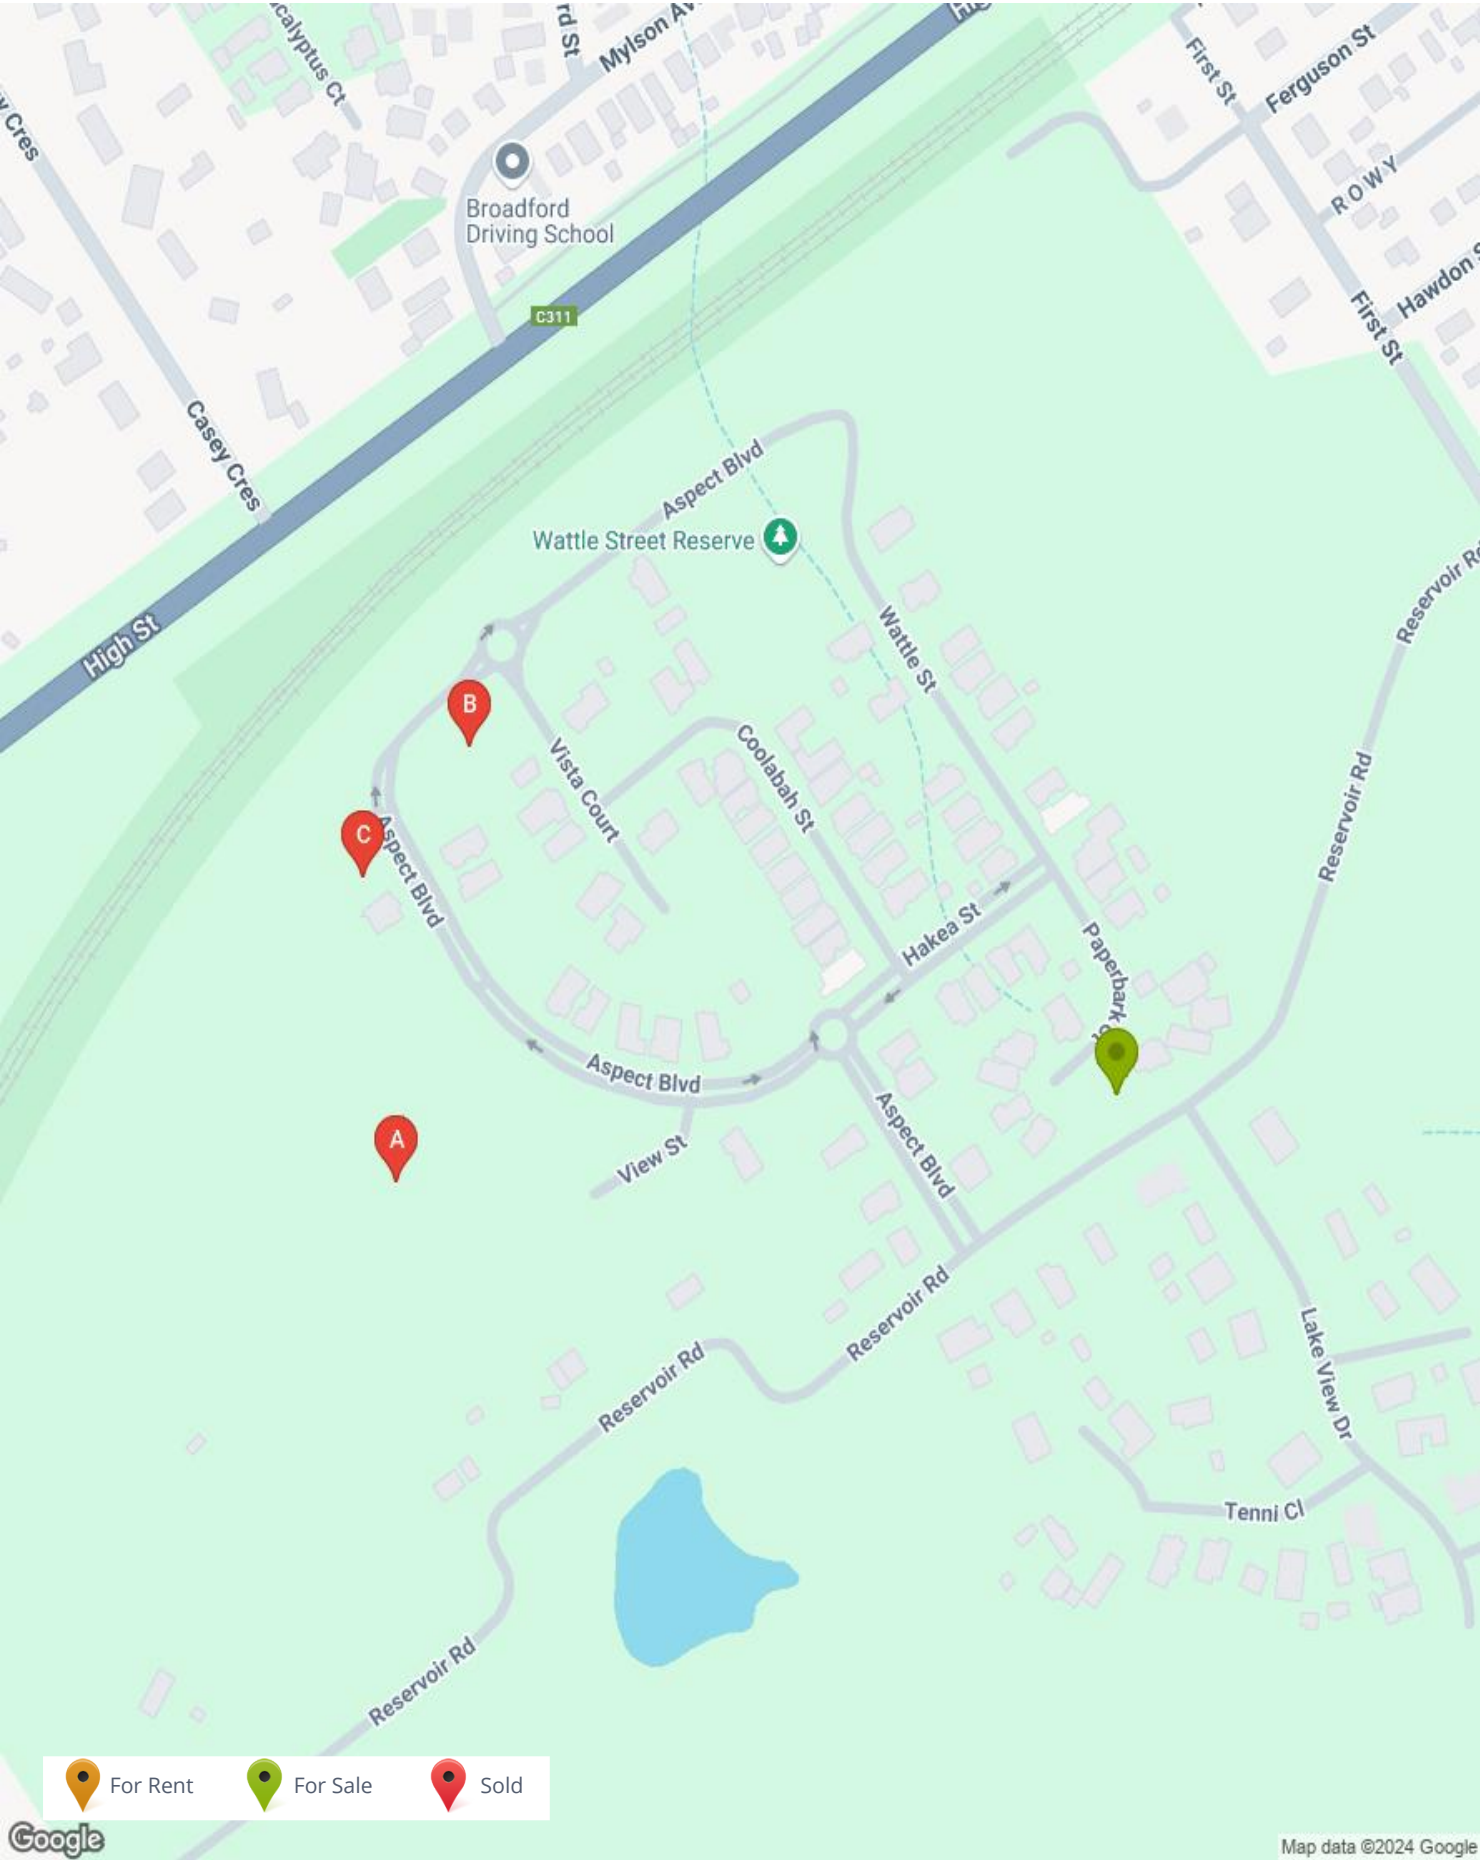 rd St
Mylson Av
First St
Ferguson St
ROWY
Broadford
Driving School
Hawdon S
First St
C311
Casey Cres
Aspect Blvd
Wattle Street Reserve
Reservoir Rd
High St
Wattle St
B
Vista Court
Coolabah St
C
Aspect Blvd
Reservoir Rd
Hakea St
Paperbark St
Aspect Blvd
A
View St
Aspect Blvd
Reservoir Rd
Reservoir Rd
Lake View Dr
Tenni Cl
Reservoir Rd
For Rent
For Sale
Sold
Google
Map data ©2024 Google